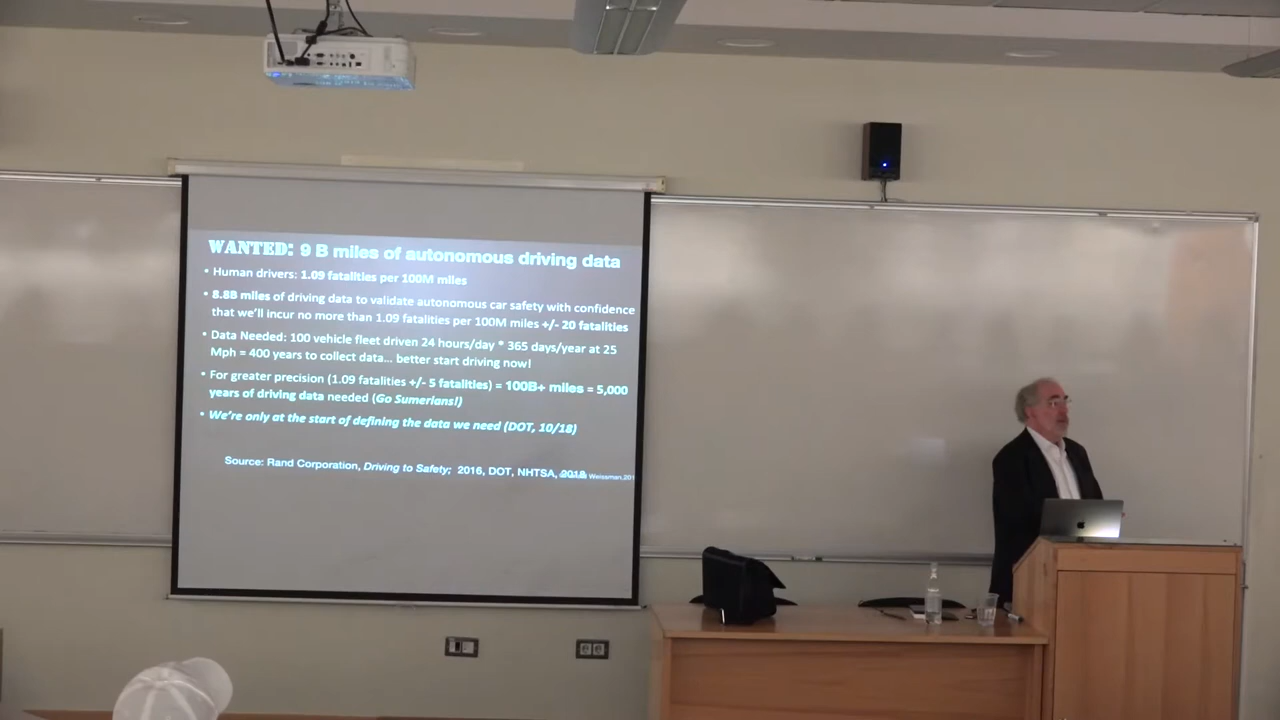 WANTED: 9 B miles of autonomous driving data
• Human drivers: 1.09 fatalities per 100M miles
• 8.8B miles of driving data to validate autonomous car safety with confidence
that we'll incur no more than 1.09 fatalities per 100M miles +/- 20 fatalities
• Data Needed: 100 vehicle fleet driven 24 hours/day * 365 days/year at 25
Mph = 400 years to collect data... better start driving now!
• For greater precision (1.09 fatalities +/- 5 fatalities) = 100B+ miles = 5,000
years of driving data needed (Go Sumerians!)
• We're only at the start of defining the data we need (DOT, 10/18)
Source: Rand Corporation, Driving to Safety; 2016, DOT, NHTSA, 2018
Weissman,201